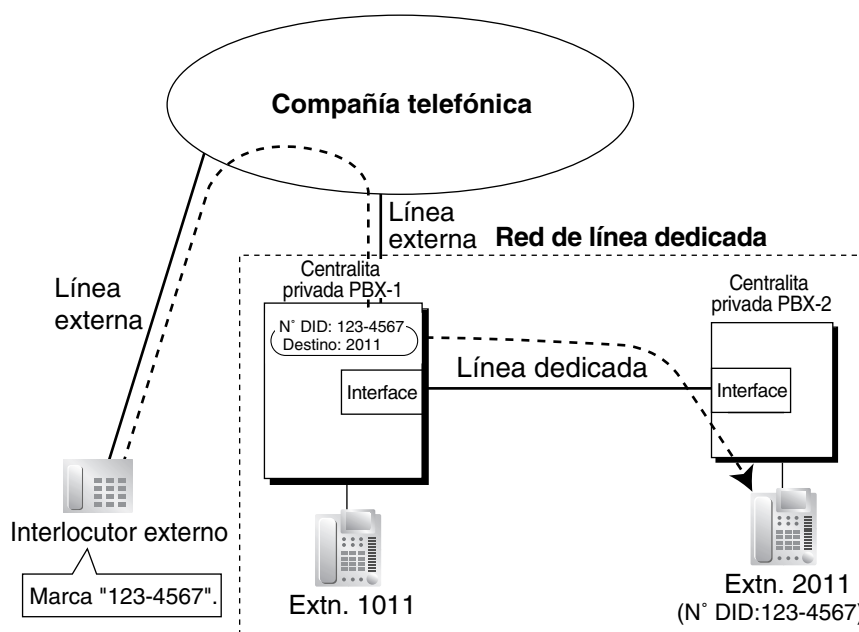 Compañía telefónica
Línea
externa
Red de línea dedicada
Línea
externa
Centralita
privada PBX-1
Centralita
privada PBX-2
N° DID: 123-4567
Destino: 2011
Línea dedicada
Interface
Interface
Interlocutor externo
Marca "123-4567".
Extn. 1011
Extn. 2011
(N° DID:123-4567)